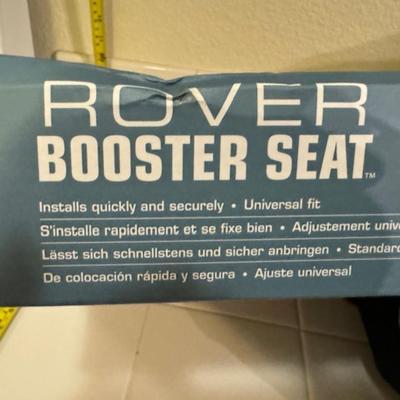 ROVER
BOOSTER SEAT™
Installs quickly and securely • Universal fit
S'installe rapidement et se fixe bien • Adjustement
Lässt sich schnellstens und sicher anbringen • Standard
De colocación rápida y segura • Ajuste universal